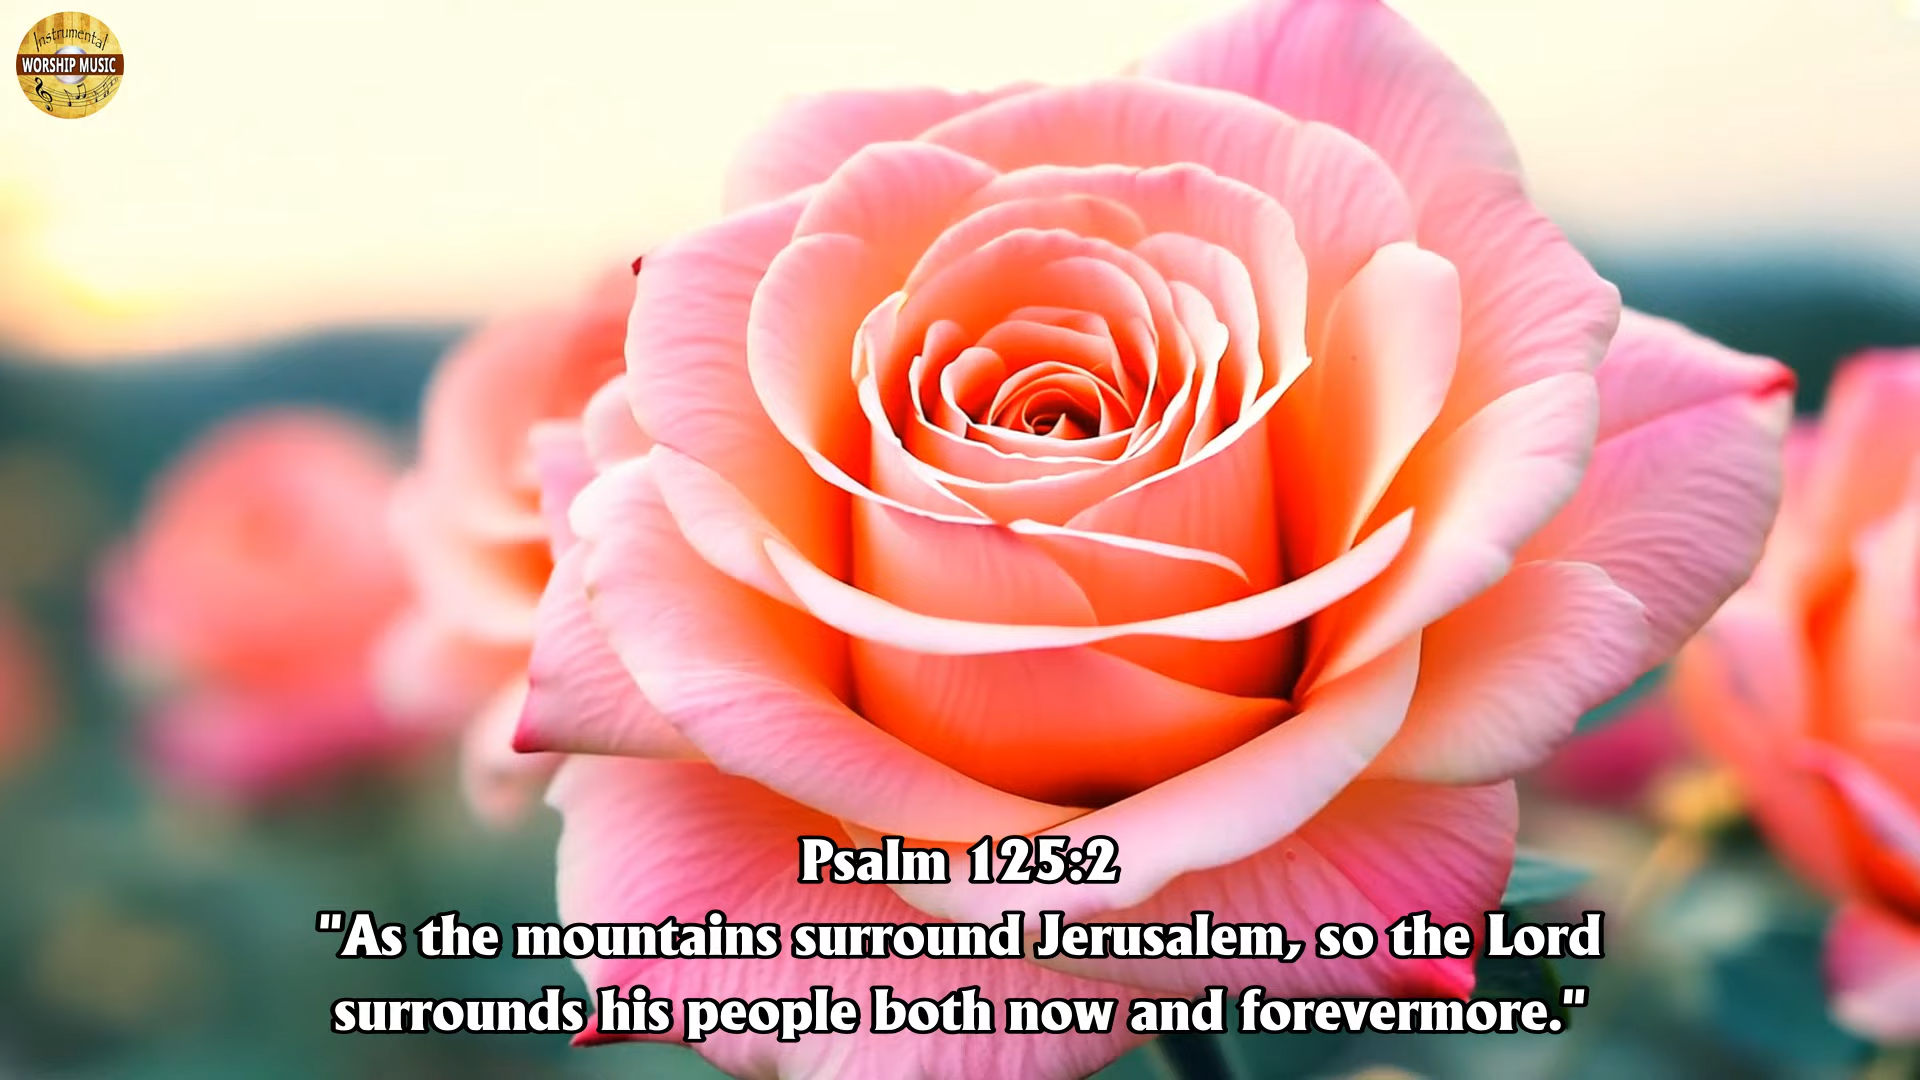 Instrumental
WORSHIP MUSIC
Psalm 125:2
"As the mountains surround Jerusalem, so the Lord
surrounds his people both now and forevermore."